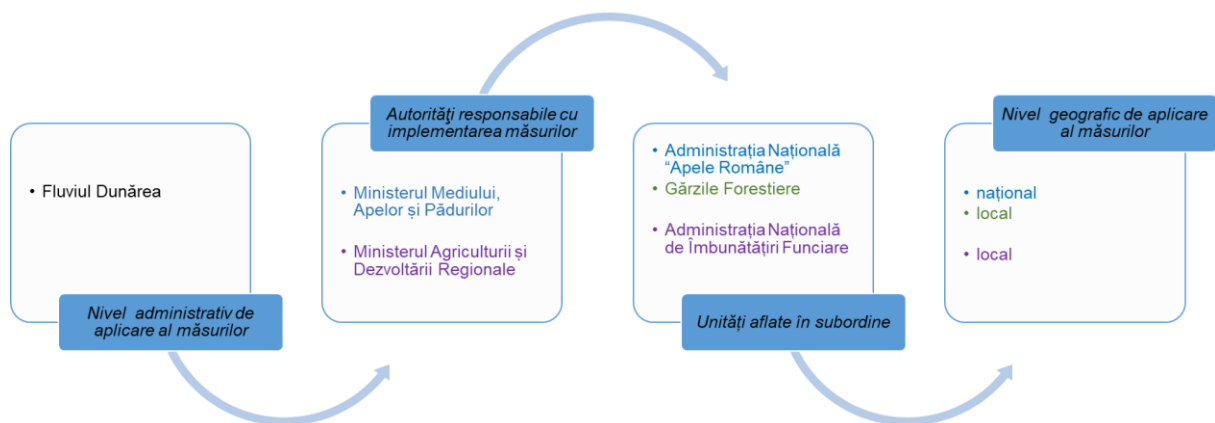 • Fluviul Dunărea
Nivel administrativ de
aplicare al măsurilor
Autorităţi responsabile cu
implementarea măsurilor
• Ministerul Mediului,
Apelor și Pădurilor
• Ministerul Agriculturii și
Dezvoltării Regionale
• Administrația Națională
“Apele Române”
• Gărzile Forestiere
• Administrația Națională
de Îmbunătățiri Funciare
Unități aflate în subordine
Nivel geografic de aplicare
al măsurilor
• național
• local
• local